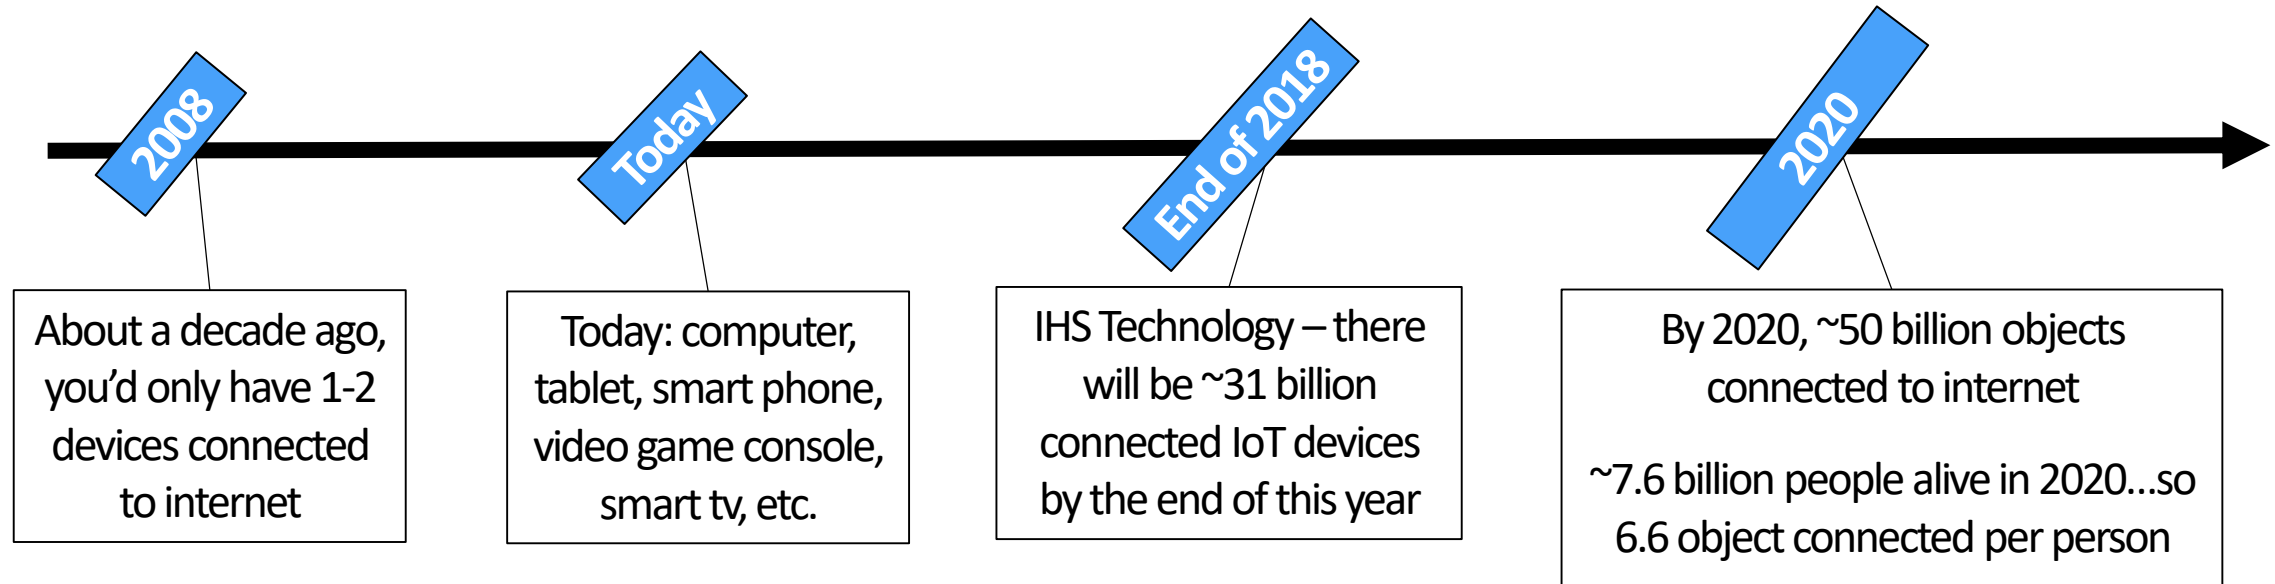 2008
Today
End of 2018
2020
About a decade ago,
you’d only have 1-2
devices connected
to internet
Today: computer,
tablet, smart phone,
video game console,
smart tv, etc.
IHS Technology – there
will be ~31 billion
connected IoT devices
by the end of this year
By 2020, ~50 billion objects
connected to internet
~7.6 billion people alive in 2020…so
6.6 object connected per person